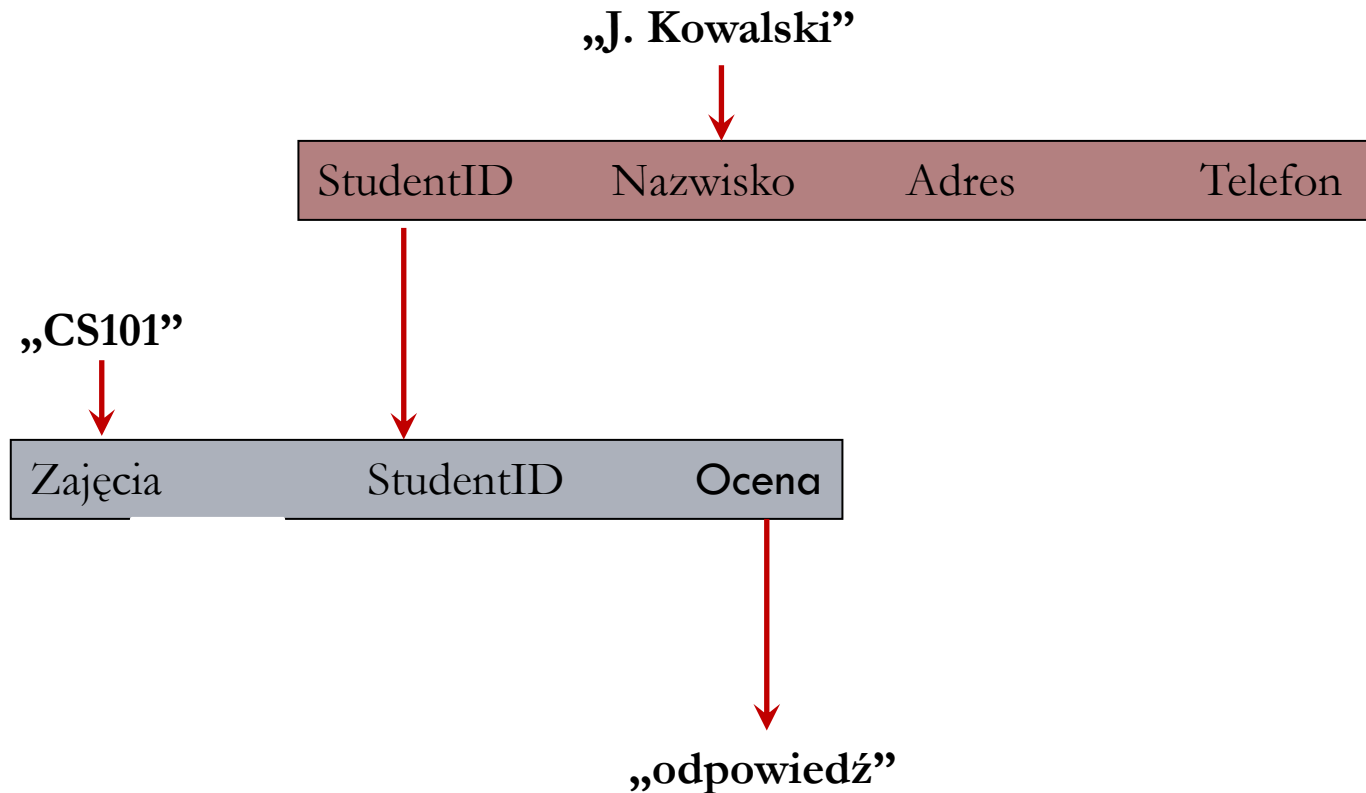 „J. Kowalski”
StudentID Nazwisko Adres Telefon
„CS101”
Zajęcia StudentID Ocena
„odpowiedź”